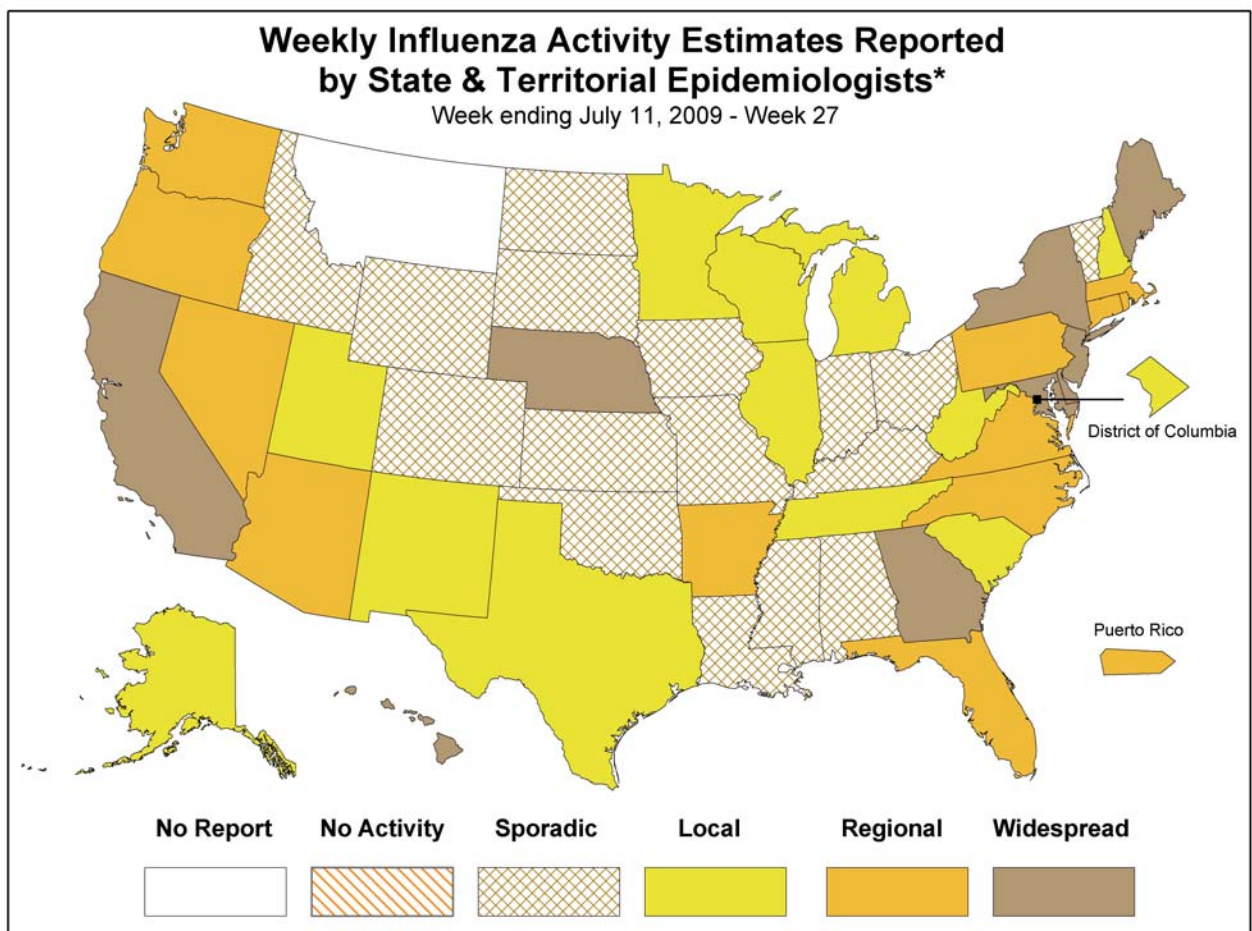 Weekly Influenza Activity Estimates Reported
by State & Territorial Epidemiologists*
Week ending July 11, 2009 - Week 27
District of Columbia
Puerto Rico
No Report No Activity Sporadic Local Regional Widespread